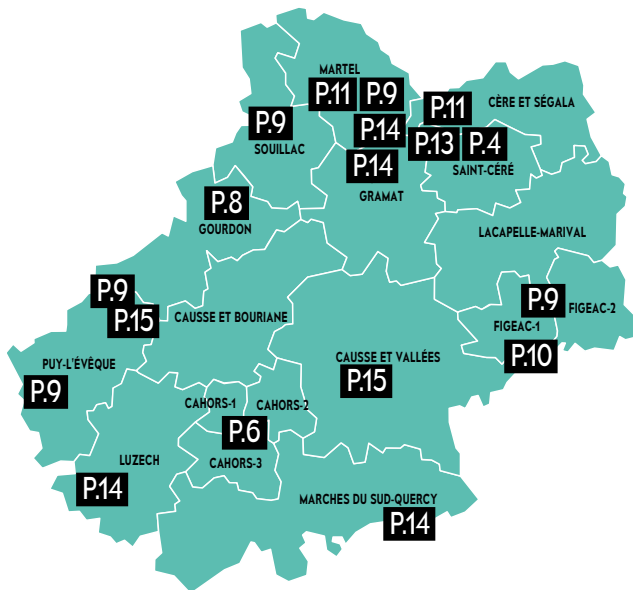 MARTEL
P.11 P.9
P.14
P.11
CÈRE ET SÉGALA
P.9
SOUILLAC
P.13 P.4
SAINT-CÉRÉ
P.14
GRAMAT
P.8
GOURDON
LACAPELLE-MARIVAL
P.9
P.15
CAUSSE ET BOURIANE
P.9
FIGEAC-2
FIGEAC-1
P.10
PUY-L'ÉVÊQUE
P.9
CAUSSE ET VALLÉES
P.15
CAHORS-1
CAHORS-2
P.6
CAHORS-3
LUZECH
P.14
MARCHES DU SUD-QUERCY
P.14